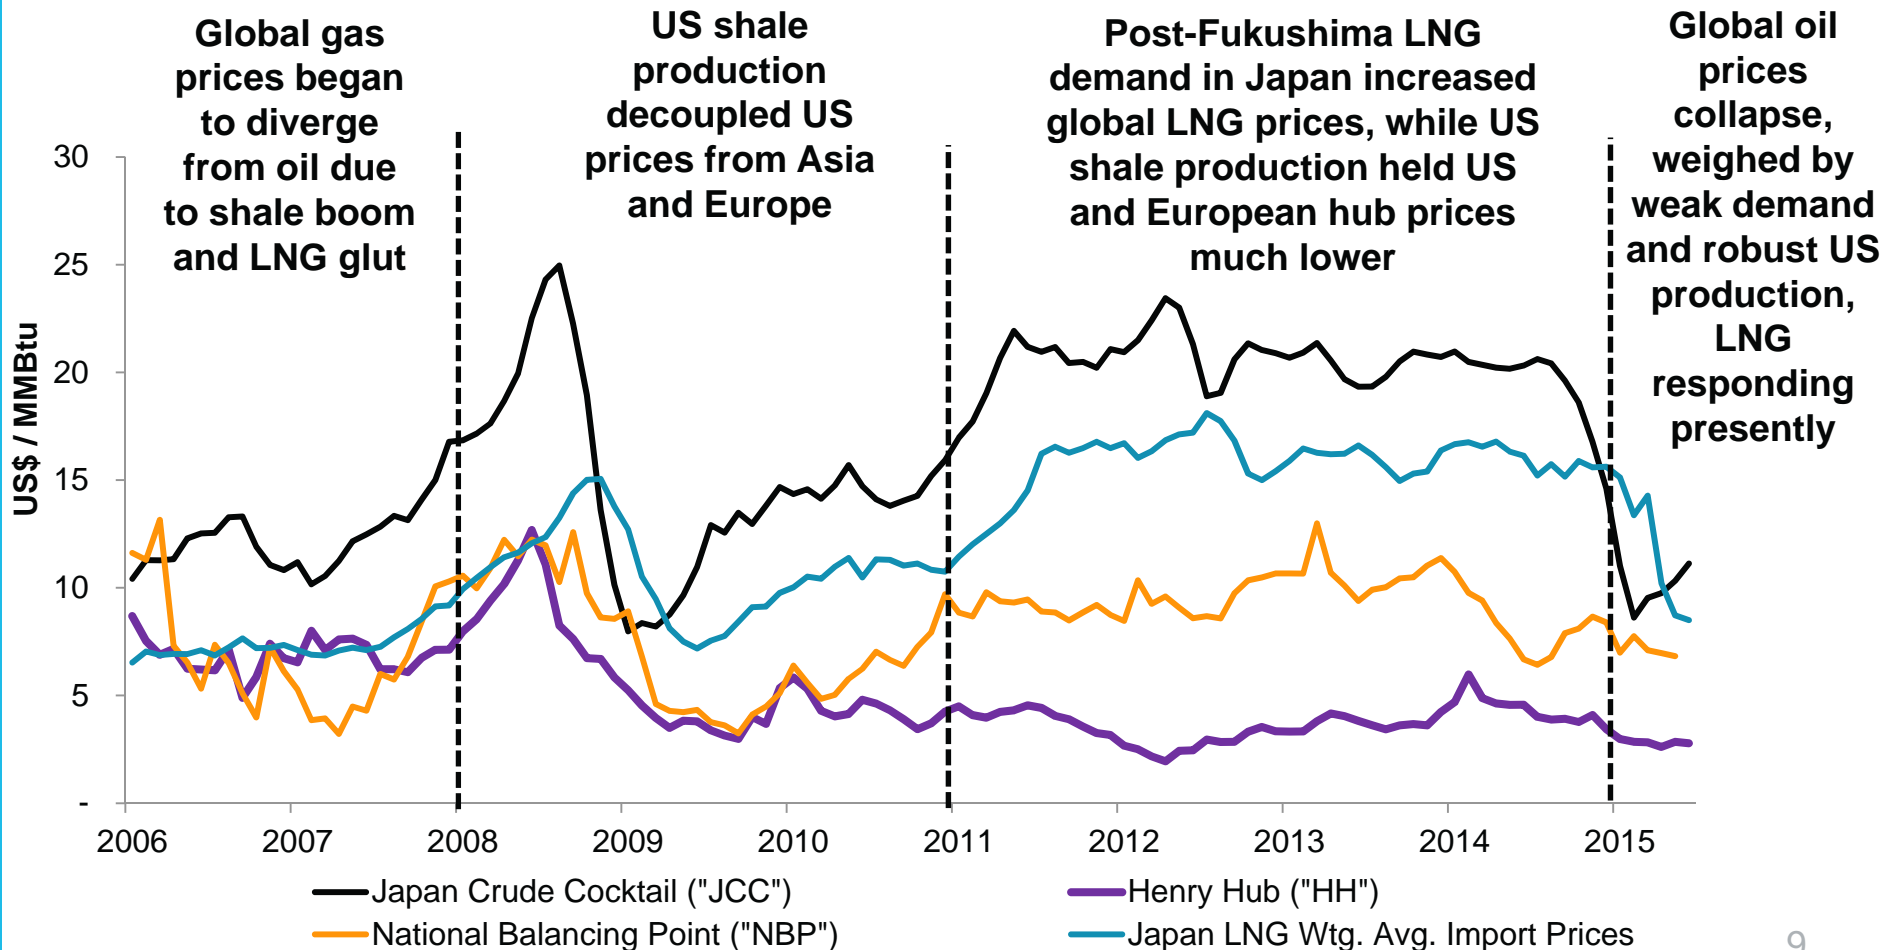 Global gas
prices began
to diverge
from oil due
to shale boom
and LNG glut
US shale
production
decoupled US
prices from Asia
and Europe
Post-Fukushima LNG
demand in Japan increased
global LNG prices, while US
shale production held US
and European hub prices
much lower
Global oil
prices
collapse,
weighed by
weak demand
and robust US
production,
LNG
responding
presently
US$ / MMBtu
30
25
20
15
10
5
-
2006 2007 2008 2009 2010 2011 2012 2013 2014 2015
Japan Crude Cocktail ("JCC")
Henry Hub ("HH")
National Balancing Point ("NBP")
Japan LNG Wtg. Avg. Import Prices
9